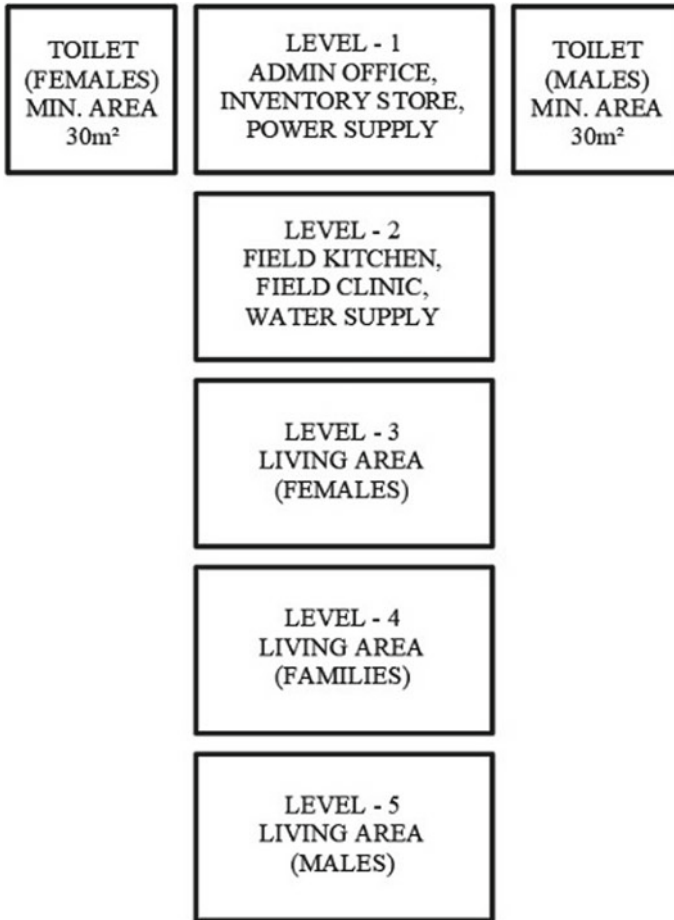 TOILET
(FEMALES)
MIN. AREA
30m²
LEVEL - 1
ADMIN OFFICE,
INVENTORY STORE,
POWER SUPPLY
TOILET
(MALES)
MIN. AREA
30m²
LEVEL - 2
FIELD KITCHEN,
FIELD CLINIC,
WATER SUPPLY
LEVEL - 3
LIVING AREA
(FEMALES)
LEVEL - 4
LIVING AREA
(FAMILIES)
LEVEL - 5
LIVING AREA
(MALES)